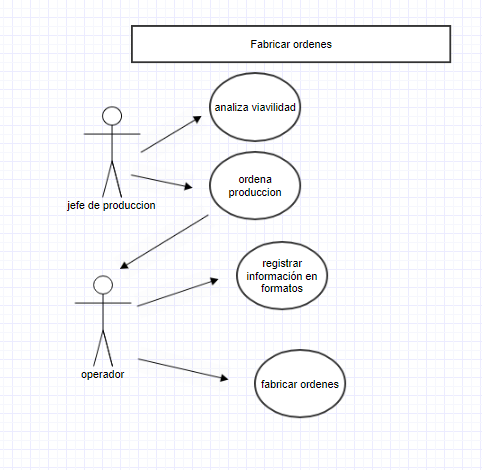 Fabricar ordenes
analiza viavilidad
jefe de produccion
ordena
produccion
registrar
información en
formatos
operador
fabricar ordenes